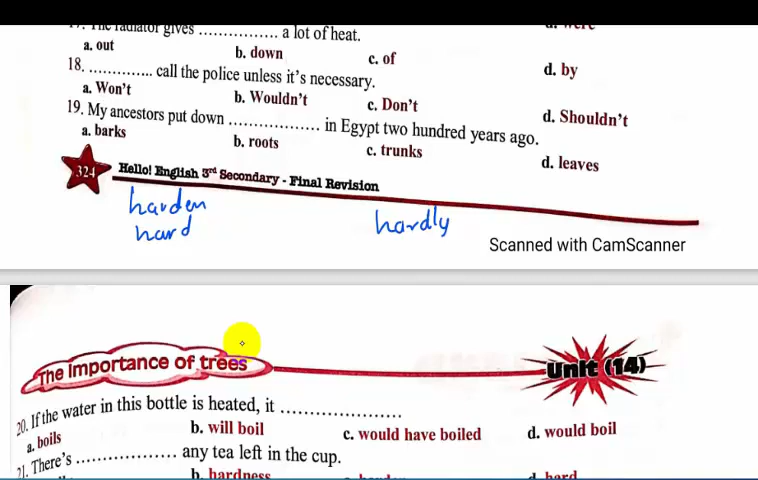 17. The radiator gives ................ a lot of heat.
a. out b. down c. of d. by
18. ............. call the police unless it's necessary.
a. Won't b. Wouldn't c. Don't d. Shouldn't
19. My ancestors put down .................. in Egypt two hundred years ago.
a. barks b. roots c. trunks d. leaves
324 Hello! English 3rd Secondary - Final Revision
harden hardly
hard
Scanned with CamScanner
The Importance of trees Unit (14)
20. If the water in this bottle is heated, it ........................
a. boils b. will boil c. would have boiled d. would boil
21. There's ................... any tea left in the cup.
b. hardness d. hard